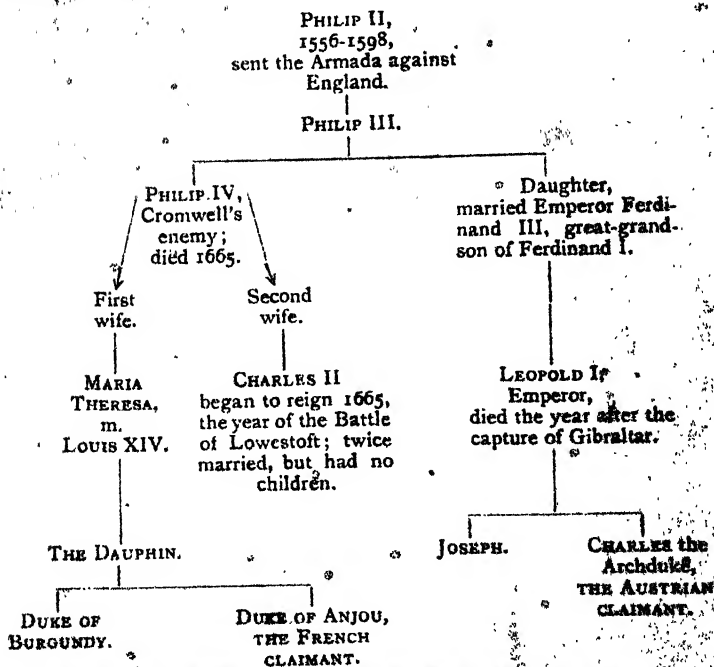 PHILIP II,
1556-1598,
sent the Armada against
England.
PHILIP III.
PHILIP IV,
Cromwell's
enemy;
died 1665.
Daughter,
married Emperor Ferdi-
nand III, great-grand-
son of Ferdinand I.
First
wife.
Second
wife.
MARIA
THERESA,
m.
LOUIS XIV.
CHARLES II
began to reign 1665,
the year of the Battle
of Lowestoft; twice
married, but had no
children.
LEOPOLD I,
Emperor,
died the year after the
capture of Gibraltar.
THE DAUPHIN.
JOSEPH.
CHARLES the
Archduke,
THE AUSTRIAN
CLAIMANT.
DUKE OF
BURGUNDY.
DUKE OF ANJOU,
THE FRENCH
CLAIMANT.